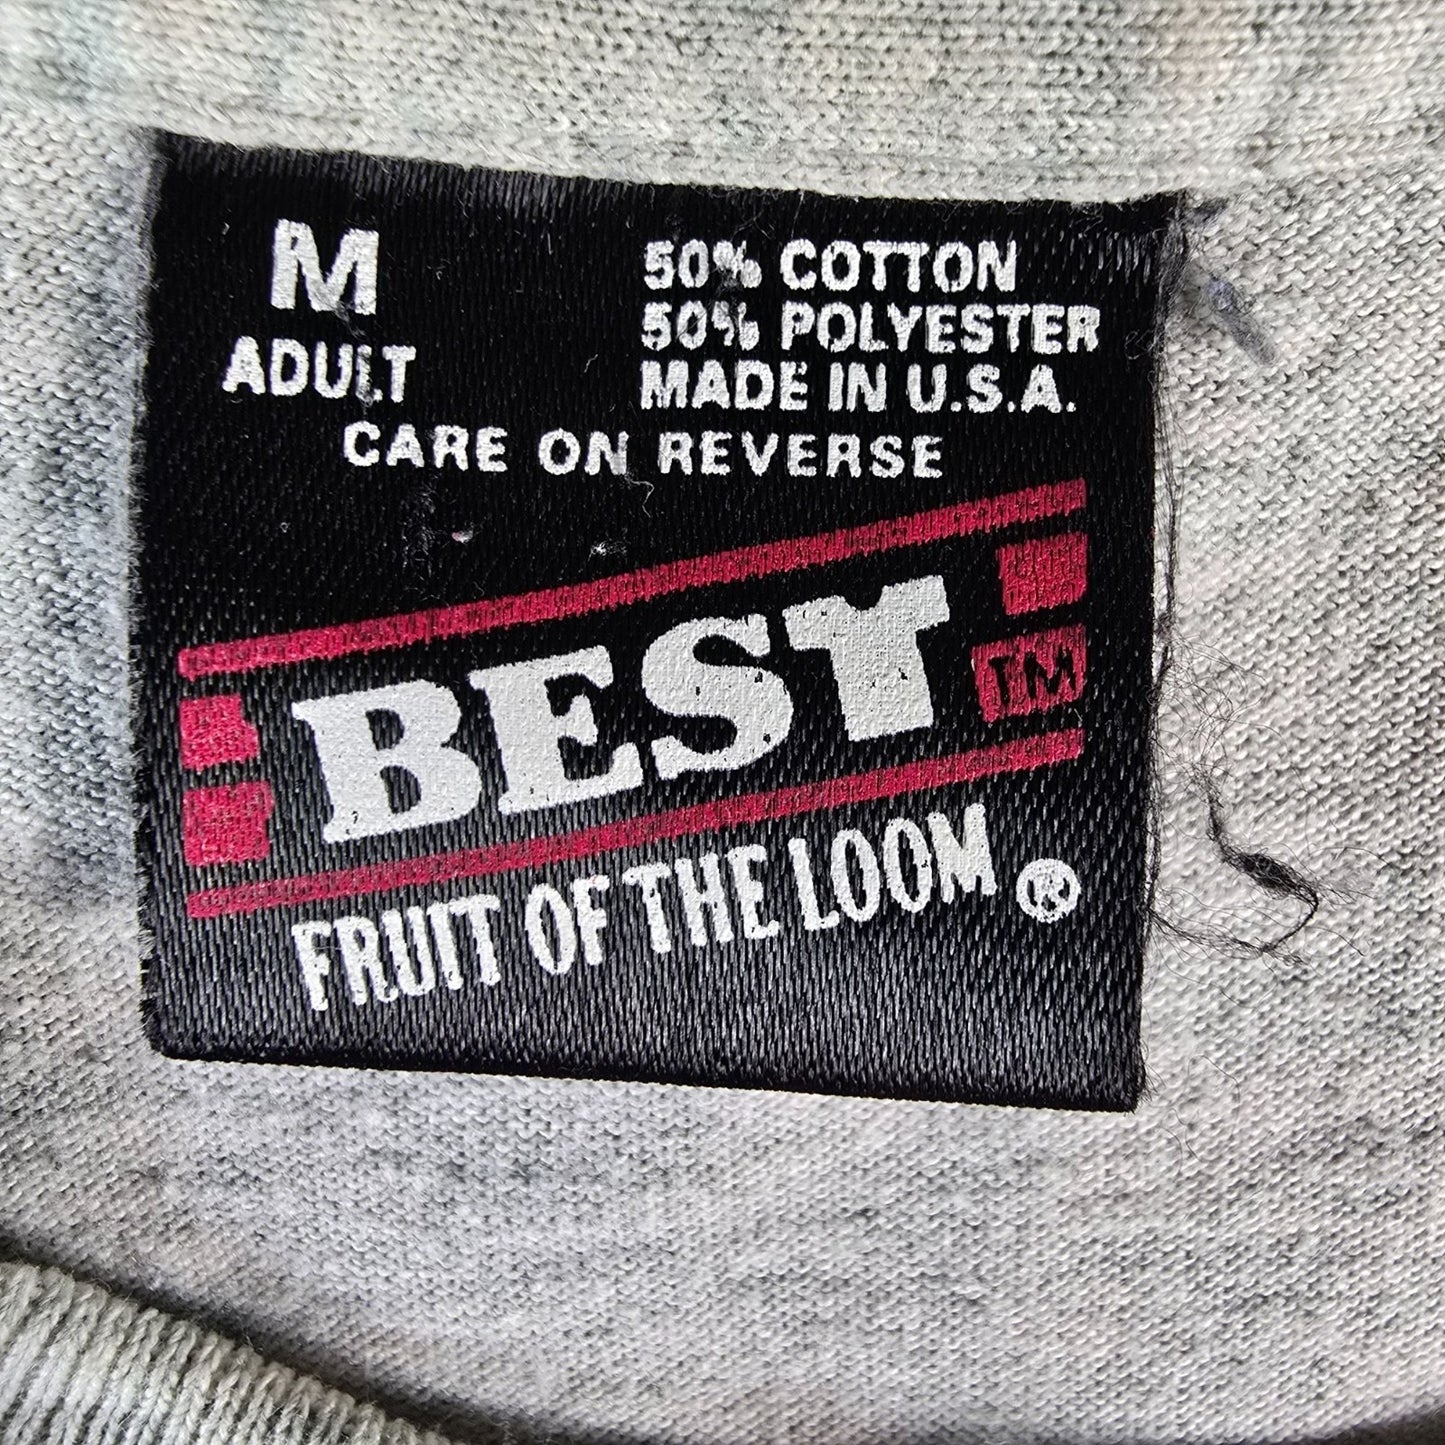 M
ADULT
50% COTTON
50% POLYESTER
MADE IN U.S.A.
CARE ON REVERSE
BEST
TM
FRUIT OF THE LOOM ®